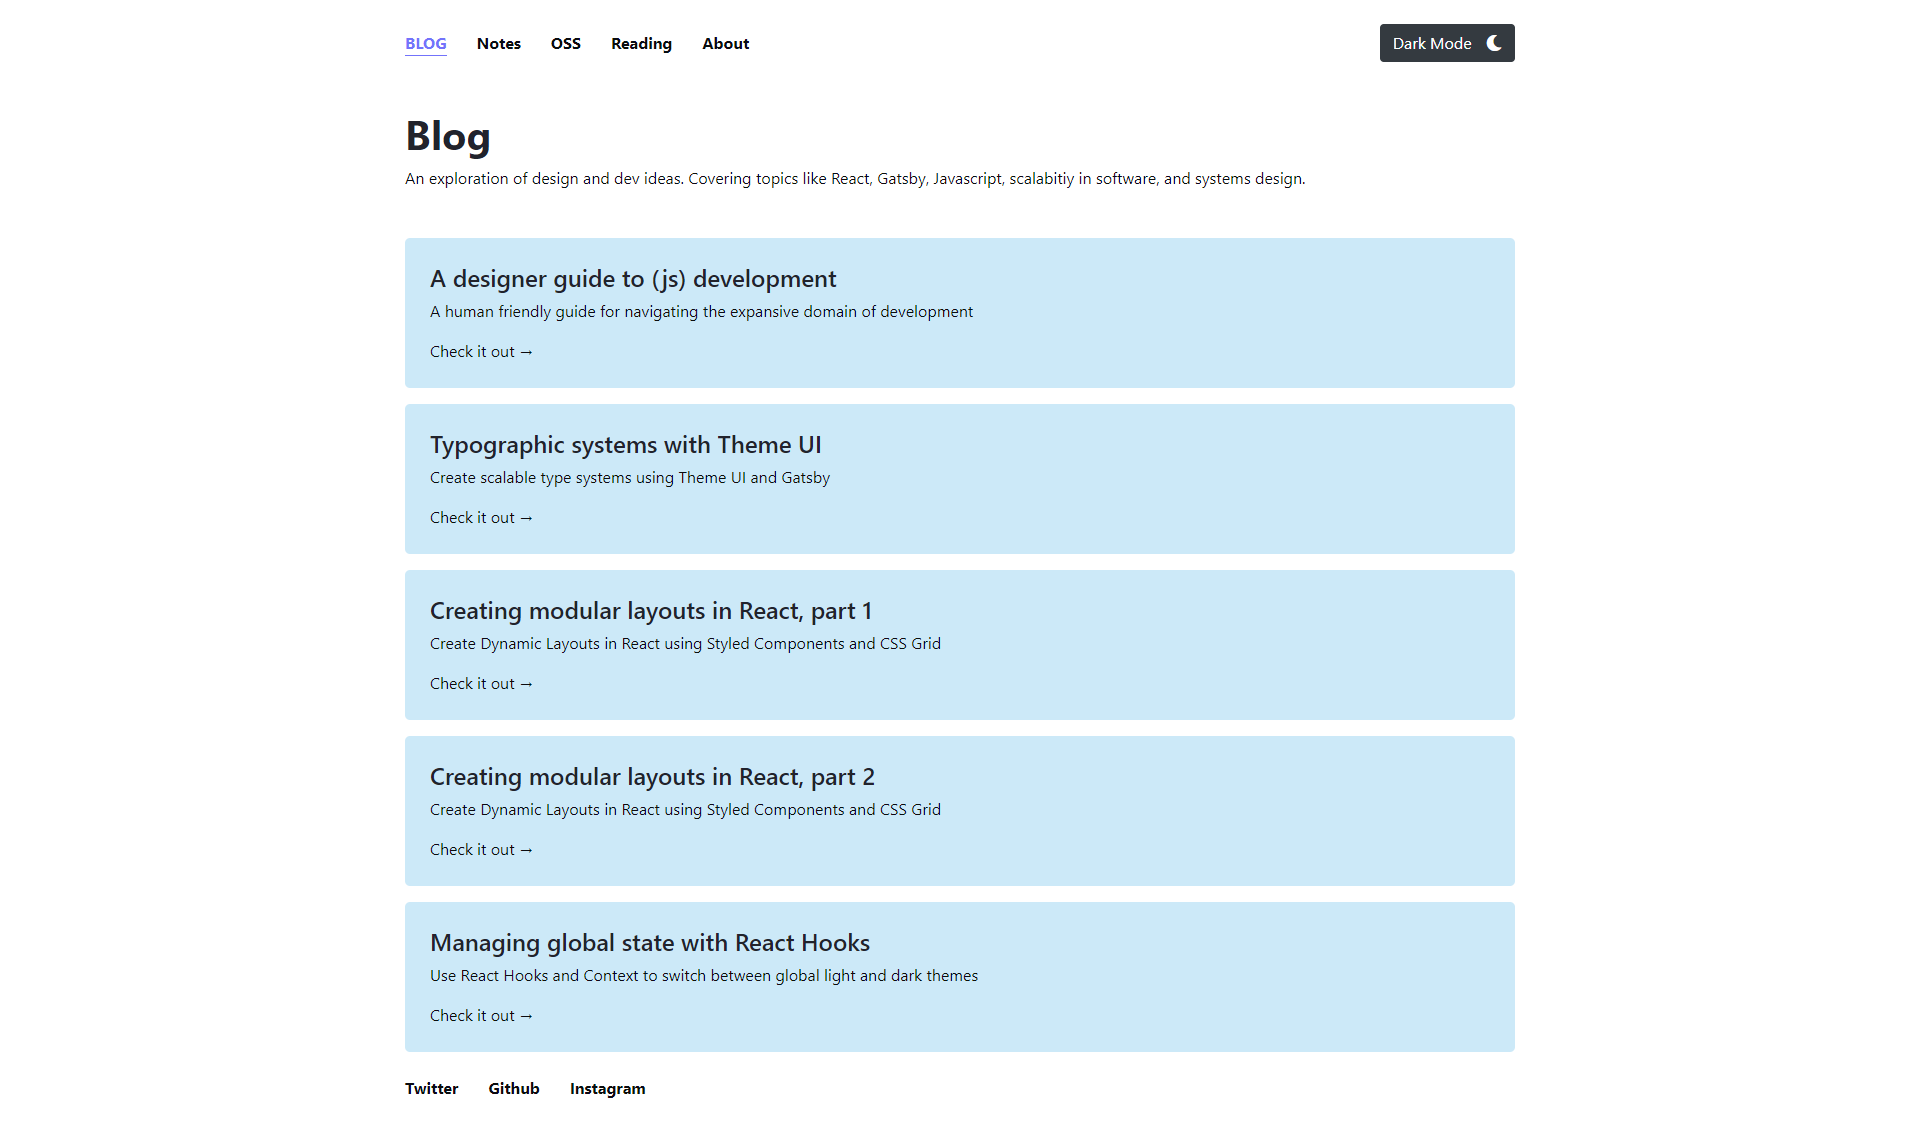 BLOG Notes OSS Reading About Dark Mode
Blog
An exploration of design and dev ideas. Covering topics like React, Gatsby, Javascript, scalabitiy in software, and systems design.
A designer guide to (js) development
A human friendly guide for navigating the expansive domain of development
Check it out →
Typographic systems with Theme UI
Create scalable type systems using Theme UI and Gatsby
Check it out →
Creating modular layouts in React, part 1
Create Dynamic Layouts in React using Styled Components and CSS Grid
Check it out →
Creating modular layouts in React, part 2
Create Dynamic Layouts in React using Styled Components and CSS Grid
Check it out →
Managing global state with React Hooks
Use React Hooks and Context to switch between global light and dark themes
Check it out →
Twitter Github Instagram